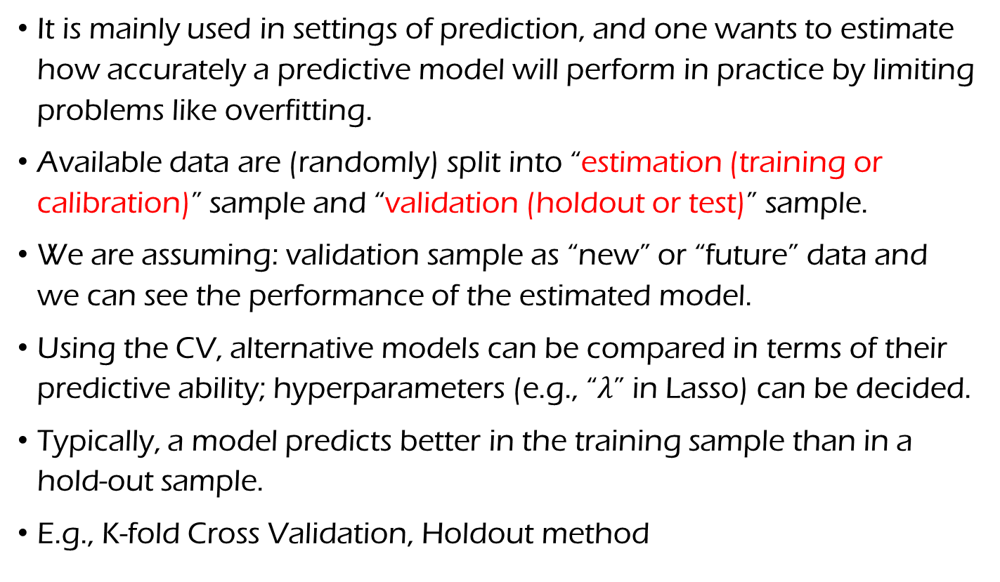 • It is mainly used in settings of prediction, and one wants to estimate
how accurately a predictive model will perform in practice by limiting
problems like overfitting.
• Available data are (randomly) split into “estimation (training or
calibration)” sample and “validation (holdout or test)” sample.
• We are assuming: validation sample as “new” or “future” data and
we can see the performance of the estimated model.
• Using the CV, alternative models can be compared in terms of their
predictive ability; hyperparameters (e.g., “λ” in Lasso) can be decided.
• Typically, a model predicts better in the training sample than in a
hold-out sample.
• E.g., K-fold Cross Validation, Holdout method